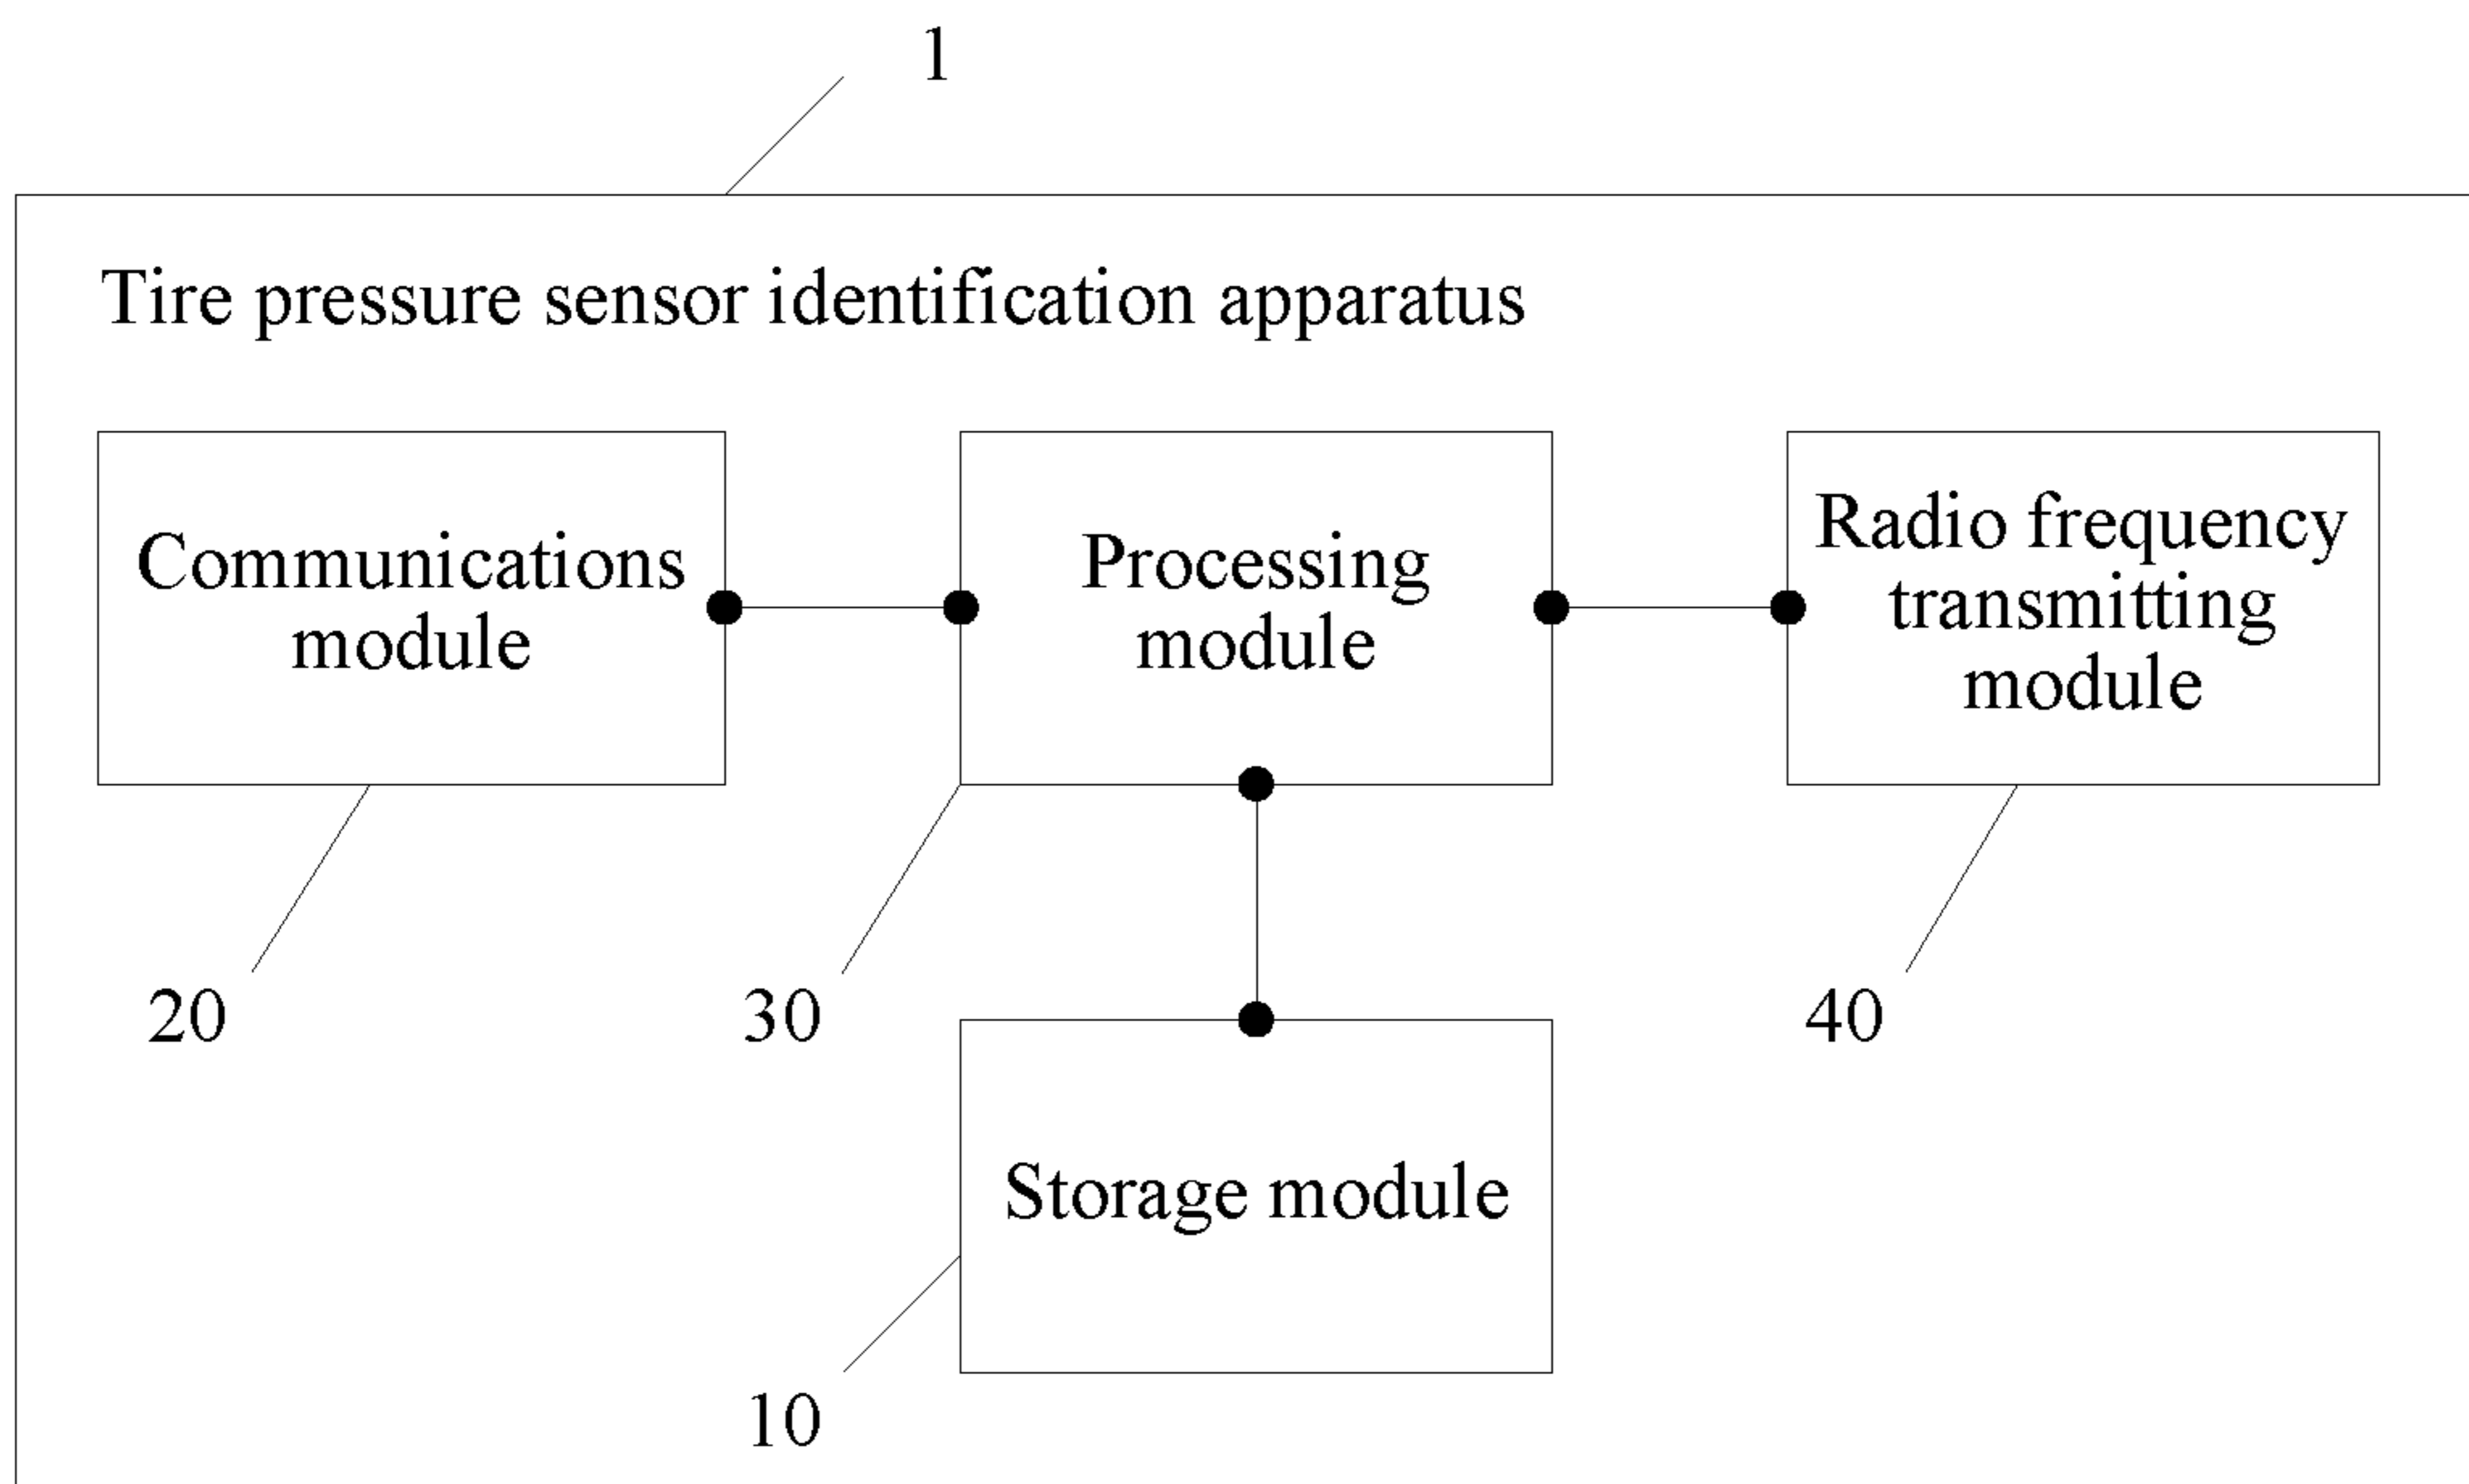 1
Tire pressure sensor identification apparatus
Communications
module
Processing
module
Radio frequency
transmitting
module
20
30
40
Storage module
10